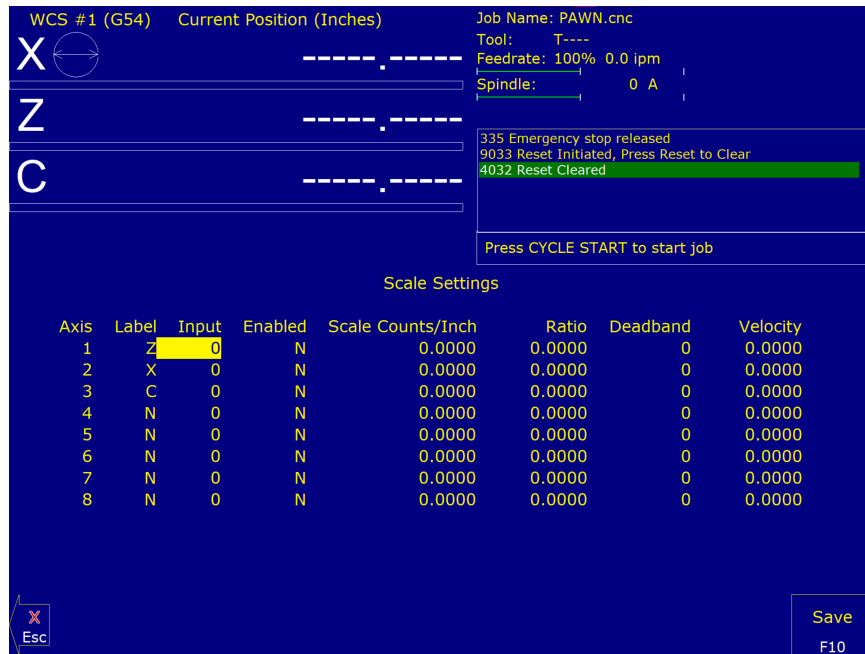 WCS #1 (G54) Current Position (Inches)
X -----.-----
Z -----.-----
C -----.-----
Job Name: PAWN.cnc
Tool: T----
Feedrate: 100% 0.0 ipm
Spindle: 0 A
335 Emergency stop released
9033 Reset Initiated, Press Reset to Clear
4032 Reset Cleared
Press CYCLE START to start job
Scale Settings
Axis Label Input Enabled Scale Counts/Inch Ratio Deadband Velocity
1 Z 0 N 0.0000 0.0000 0 0.0000
2 X 0 N 0.0000 0.0000 0 0.0000
3 C 0 N 0.0000 0.0000 0 0.0000
4 N 0 N 0.0000 0.0000 0 0.0000
5 N 0 N 0.0000 0.0000 0 0.0000
6 N 0 N 0.0000 0.0000 0 0.0000
7 N 0 N 0.0000 0.0000 0 0.0000
8 N 0 N 0.0000 0.0000 0 0.0000
X
Esc
Save
F10